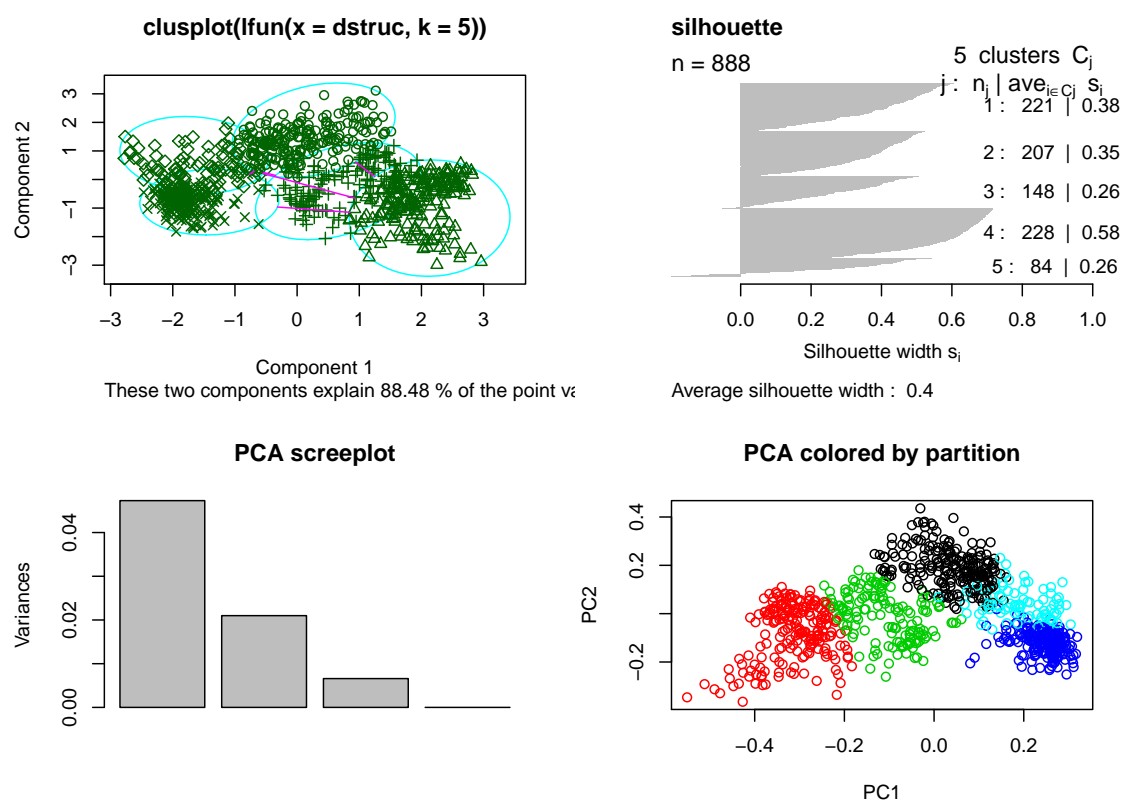 clusplot(lfun(x = dstruc, k = 5))
Component 2
3
2
1
−1
−3
−3 −2 −1 0 1 2 3
Component 1
These two components explain 88.48 % of the point va
silhouette
n = 888
5 clusters Cj
j : nj | avei∈Cj si
1 : 221 | 0.38
2 : 207 | 0.35
3 : 148 | 0.26
4 : 228 | 0.58
5 : 84 | 0.26
0.0 0.2 0.4 0.6 0.8 1.0
Silhouette width si
Average silhouette width : 0.4
PCA screeplot
Variances
0.04
0.02
0.00
PCA colored by partition
PC2
0.4
0.2
−0.2
−0.4 −0.2 0.0 0.2
PC1